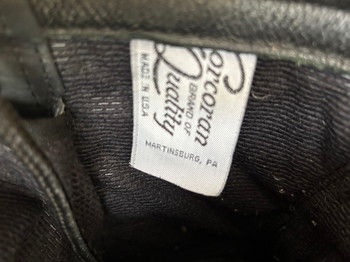 Corcoran
BRAND OF
Quality
MADE IN U.S.A
MARTINSBURG, PA